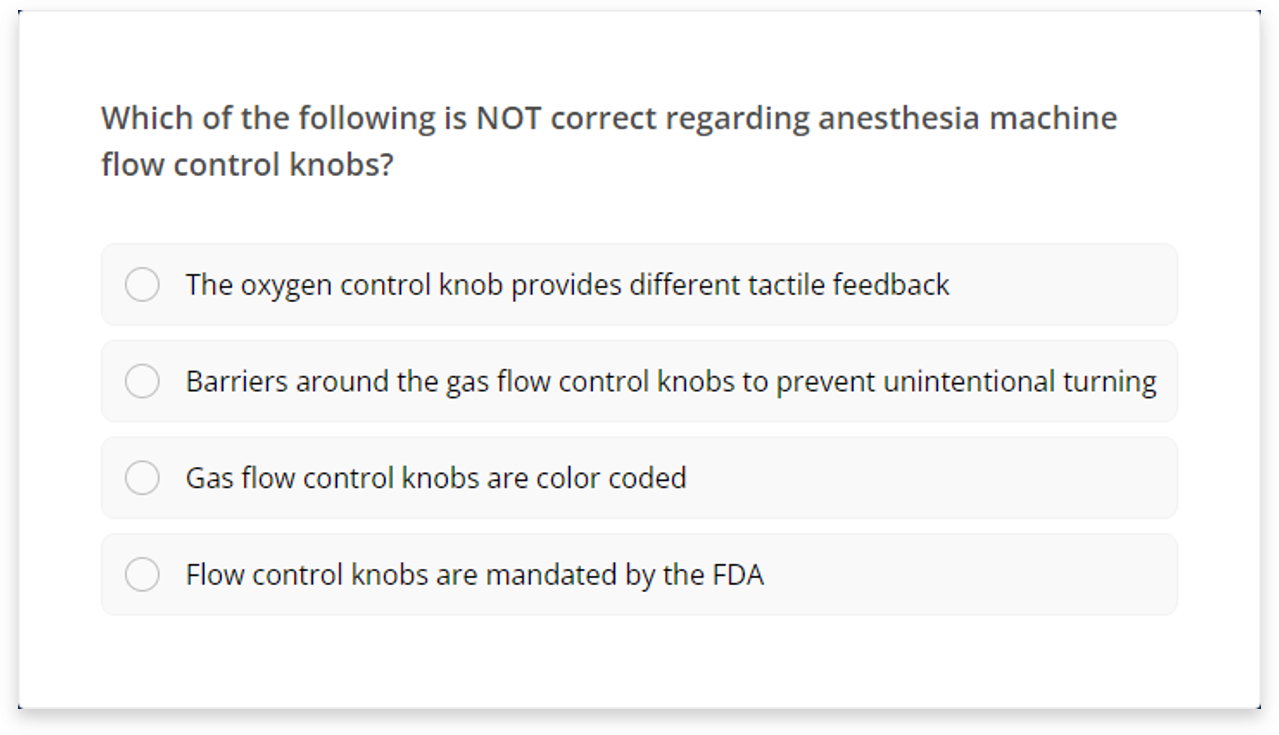 Which of the following is NOT correct regarding anesthesia machine
flow control knobs?
The oxygen control knob provides different tactile feedback
Barriers around the gas flow control knobs to prevent unintentional turning
Gas flow control knobs are color coded
Flow control knobs are mandated by the FDA